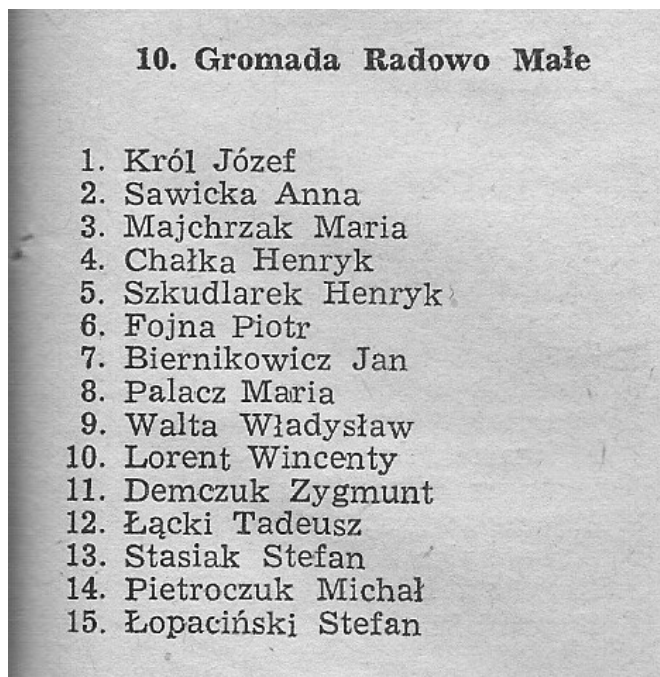 10. Gromada Radowo Małe
1. Król Józef
2. Sawicka Anna
3. Majchrzak Maria
4. Chałka Henryk
5. Szkudlarek Henryk
6. Fojna Piotr
7. Biernikowicz Jan
8. Palacz Maria
9. Walta Władysław
10. Lorent Wincenty
11. Demczuk Zygmunt
12. Łącki Tadeusz
13. Stasiak Stefan
14. Pietroczuk Michał
15. Łopaciński Stefan